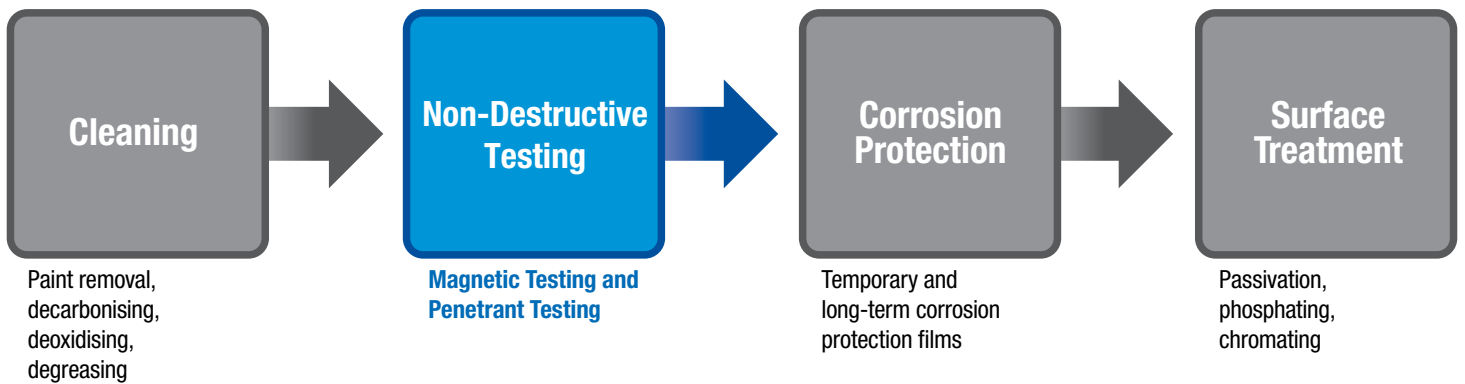 Cleaning
Non-Destructive
Testing
Corrosion
Protection
Surface
Treatment
Paint removal,
decarbonising,
deoxidising,
degreasing
Magnetic Testing and
Penetrant Testing
Temporary and
long-term corrosion
protection films
Passivation,
phosphating,
chromating